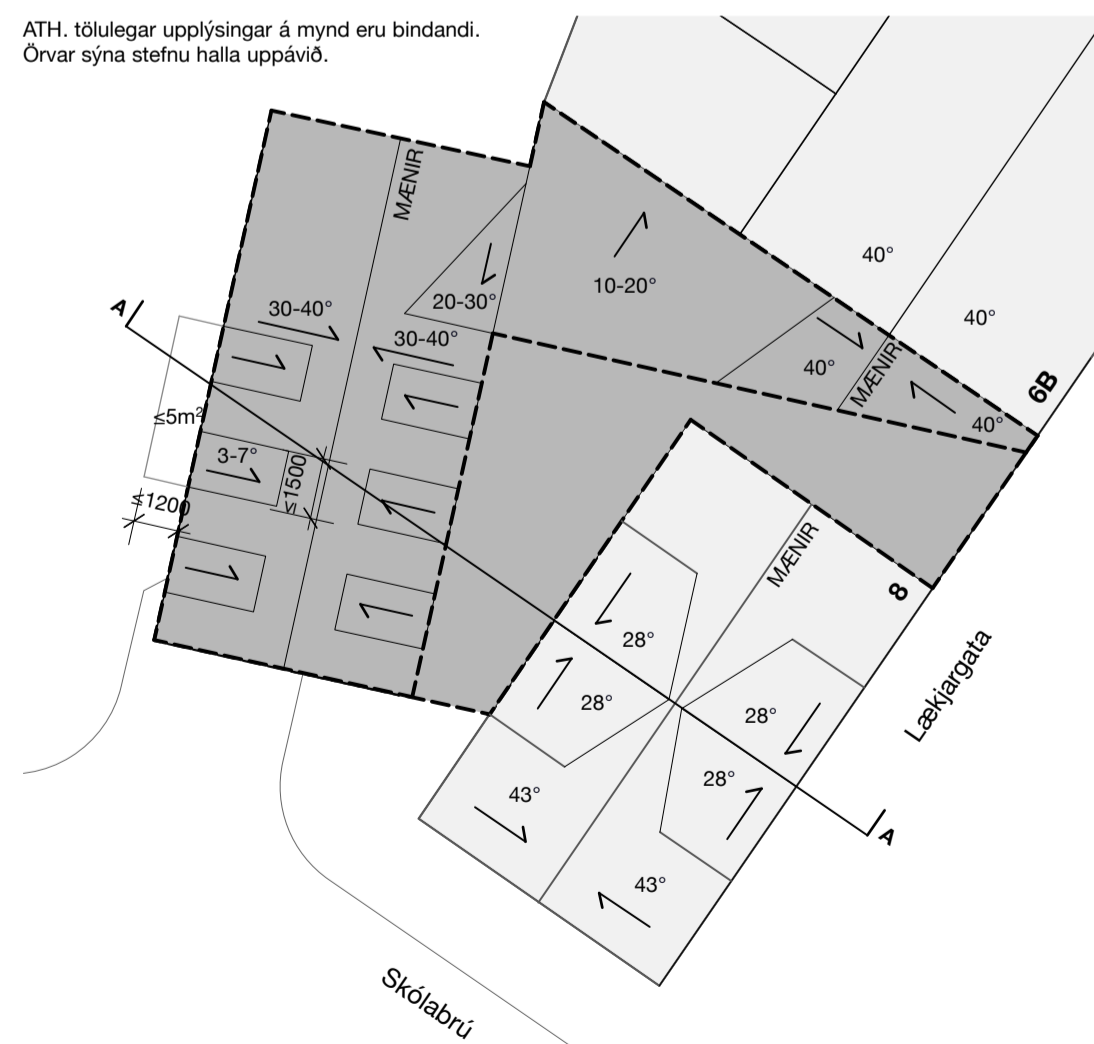 ATH. tölulegar upplýsingar á mynd eru bindandi.
Örvar sýna stefnu halla uppávið.
MÆNIR
40°
A
30-40°
20-30°
10-20°
40°
30-40°
40°
MÆNIR
6B
≤5m²
40°
3-7°
≤1500
≤1200
MÆNIR
8
28°
28°
28°
Lækjargata
28°
43°
A
43°
Skólabrú